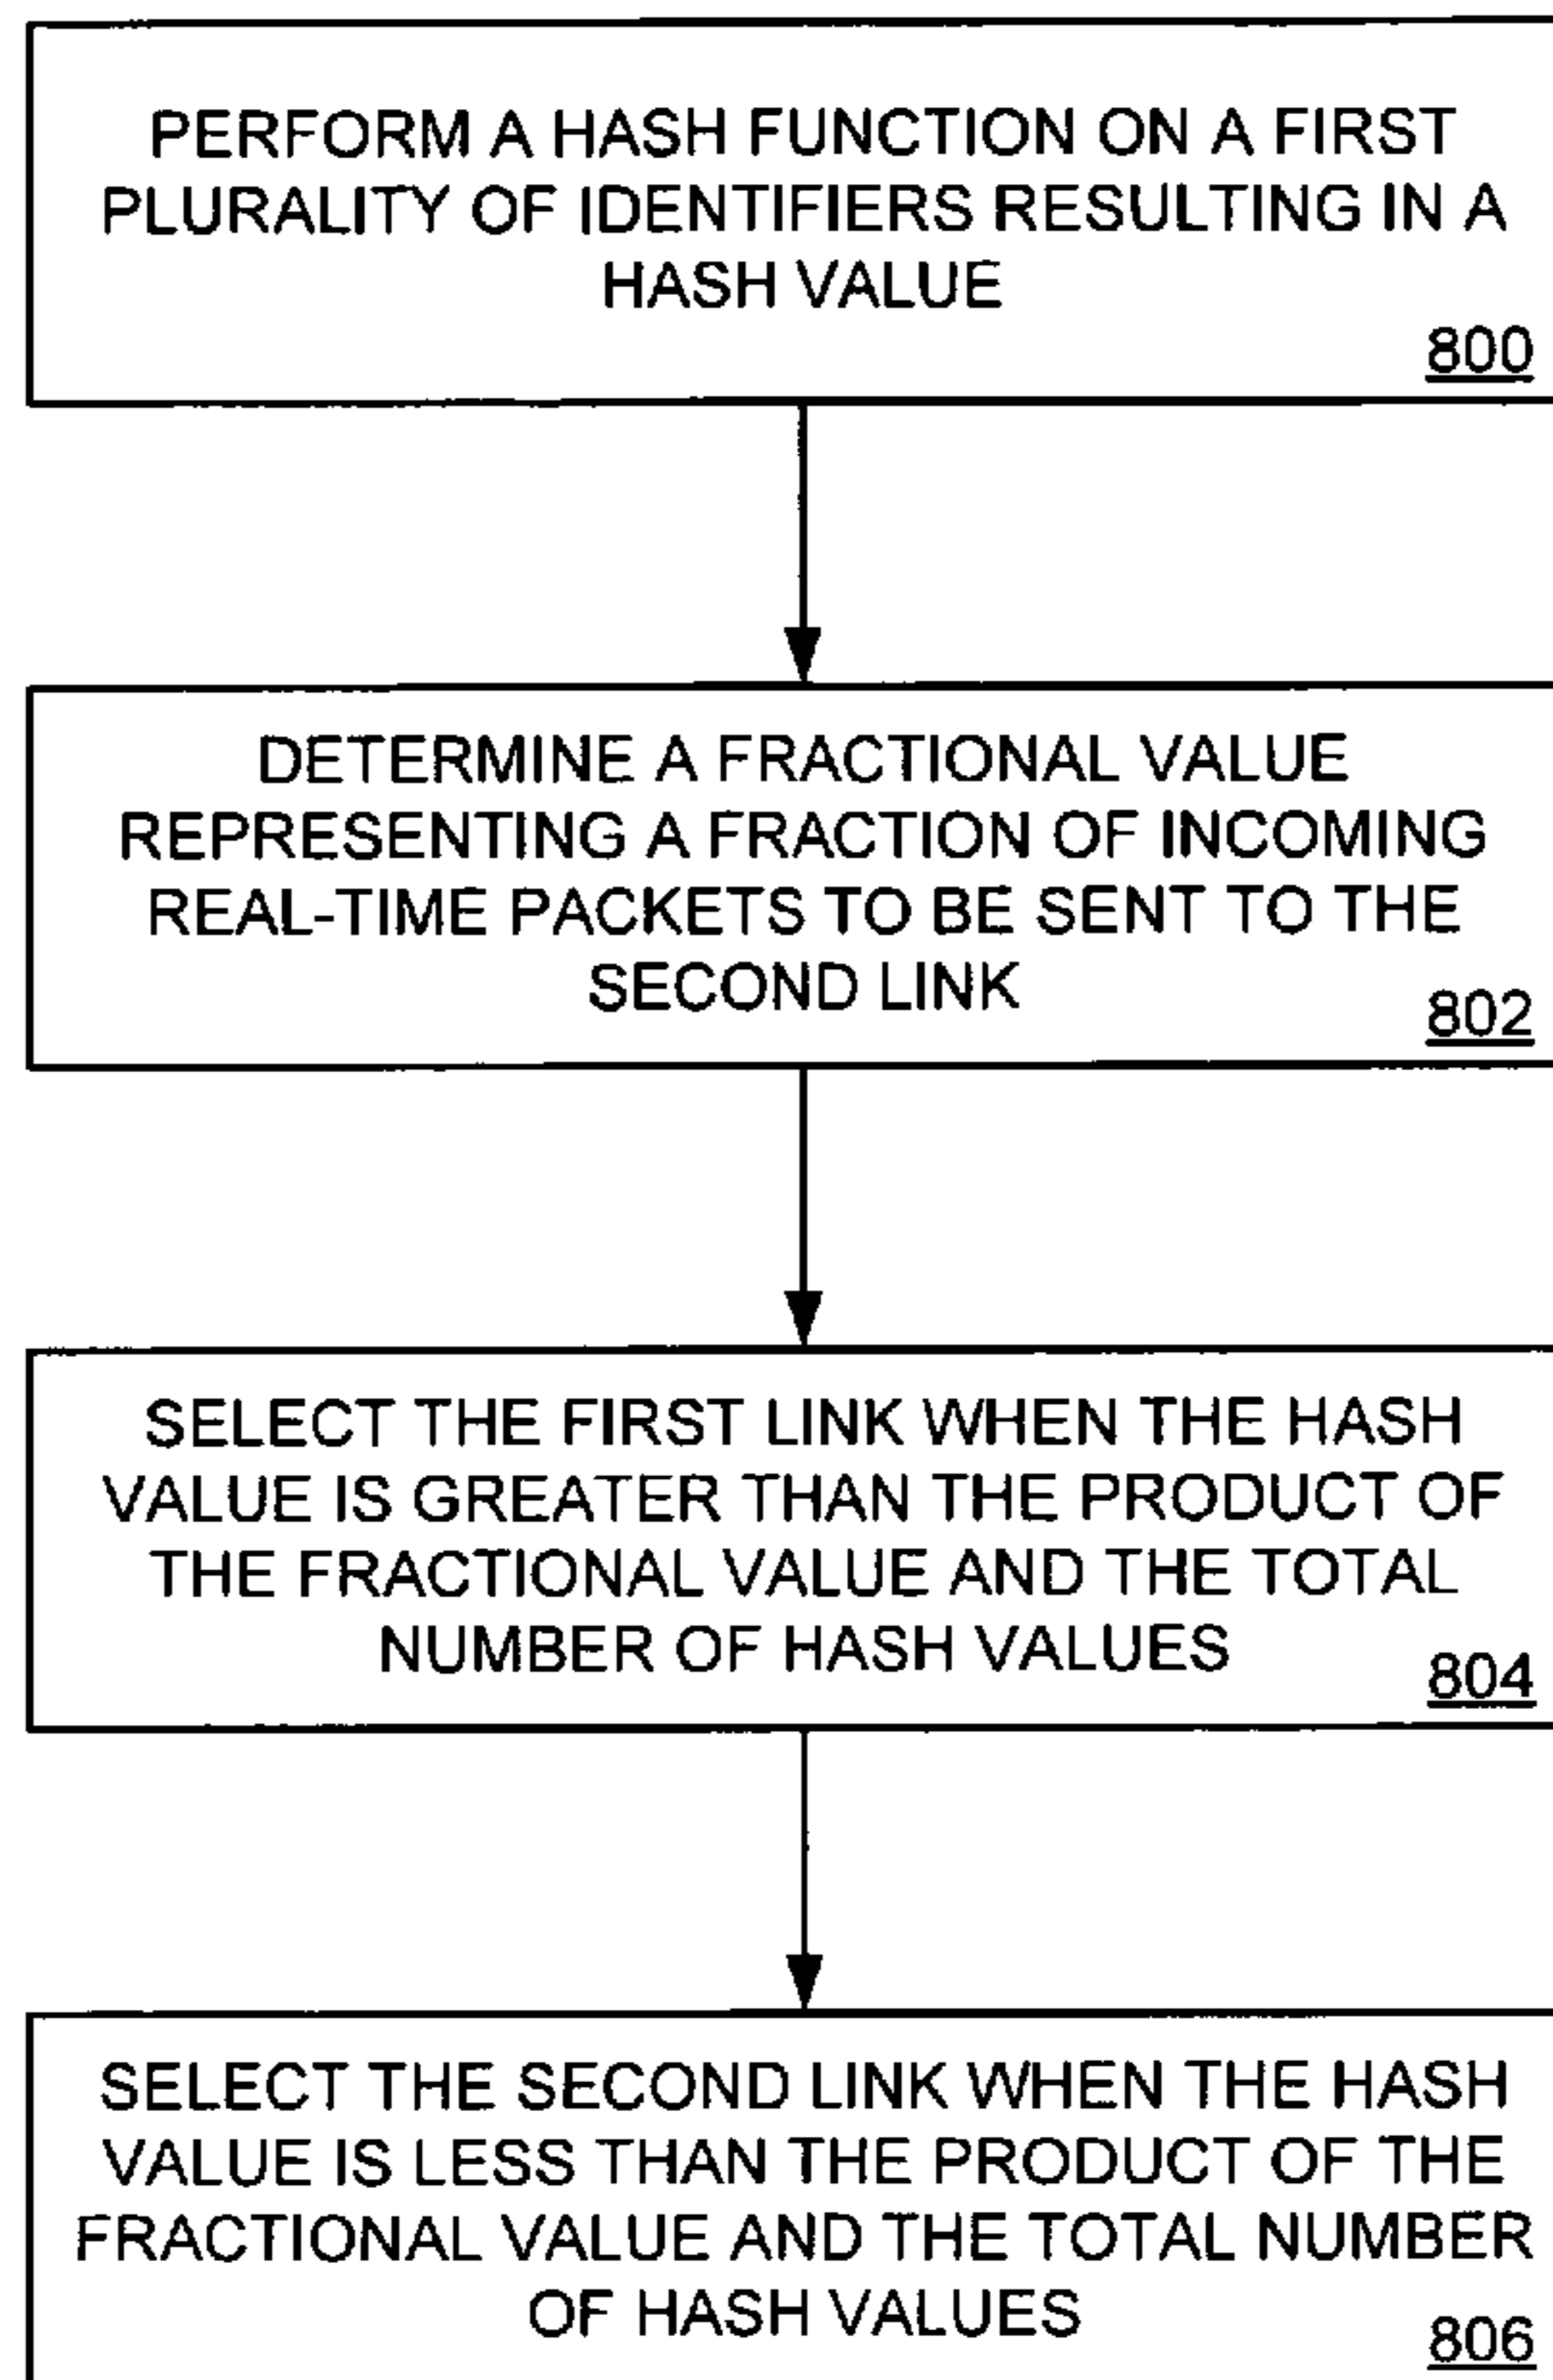 PERFORM A HASH FUNCTION ON A FIRST
PLURALITY OF IDENTIFIERS RESULTING IN A
HASH VALUE
800
DETERMINE A FRACTIONAL VALUE
REPRESENTING A FRACTION OF INCOMING
REAL-TIME PACKETS TO BE SENT TO THE
SECOND LINK
802
SELECT THE FIRST LINK WHEN THE HASH
VALUE IS GREATER THAN THE PRODUCT OF
THE FRACTIONAL VALUE AND THE TOTAL
NUMBER OF HASH VALUES
804
SELECT THE SECOND LINK WHEN THE HASH
VALUE IS LESS THAN THE PRODUCT OF THE
FRACTIONAL VALUE AND THE TOTAL NUMBER
OF HASH VALUES
806